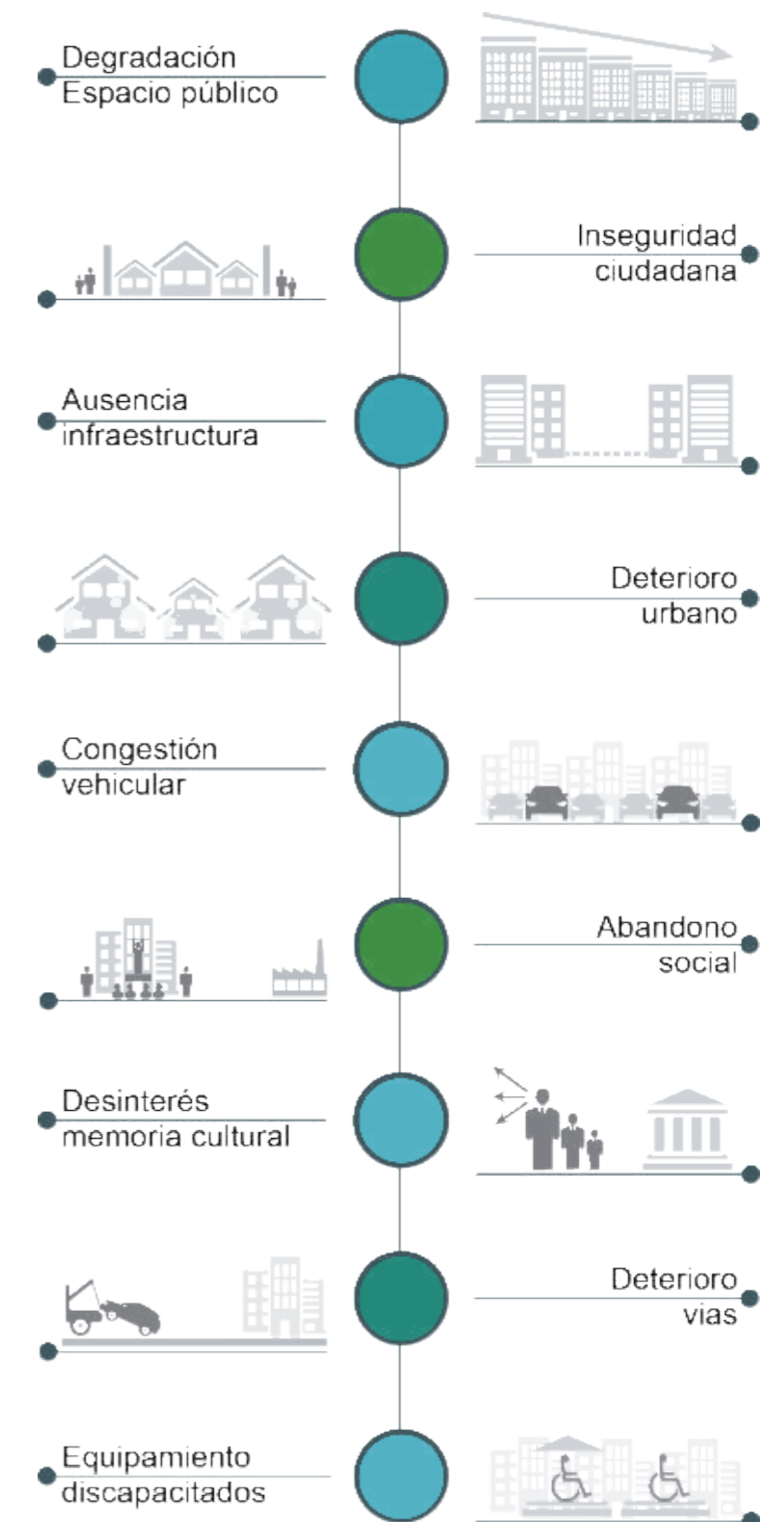 Degradación
Espacio público
Inseguridad
ciudadana
Ausencia
infraestructura
Deterioro
urbano
Congestión
vehicular
Abandono
social
Desinterés
memoria cultural
Deterioro
vias
Equipamiento
discapacitados